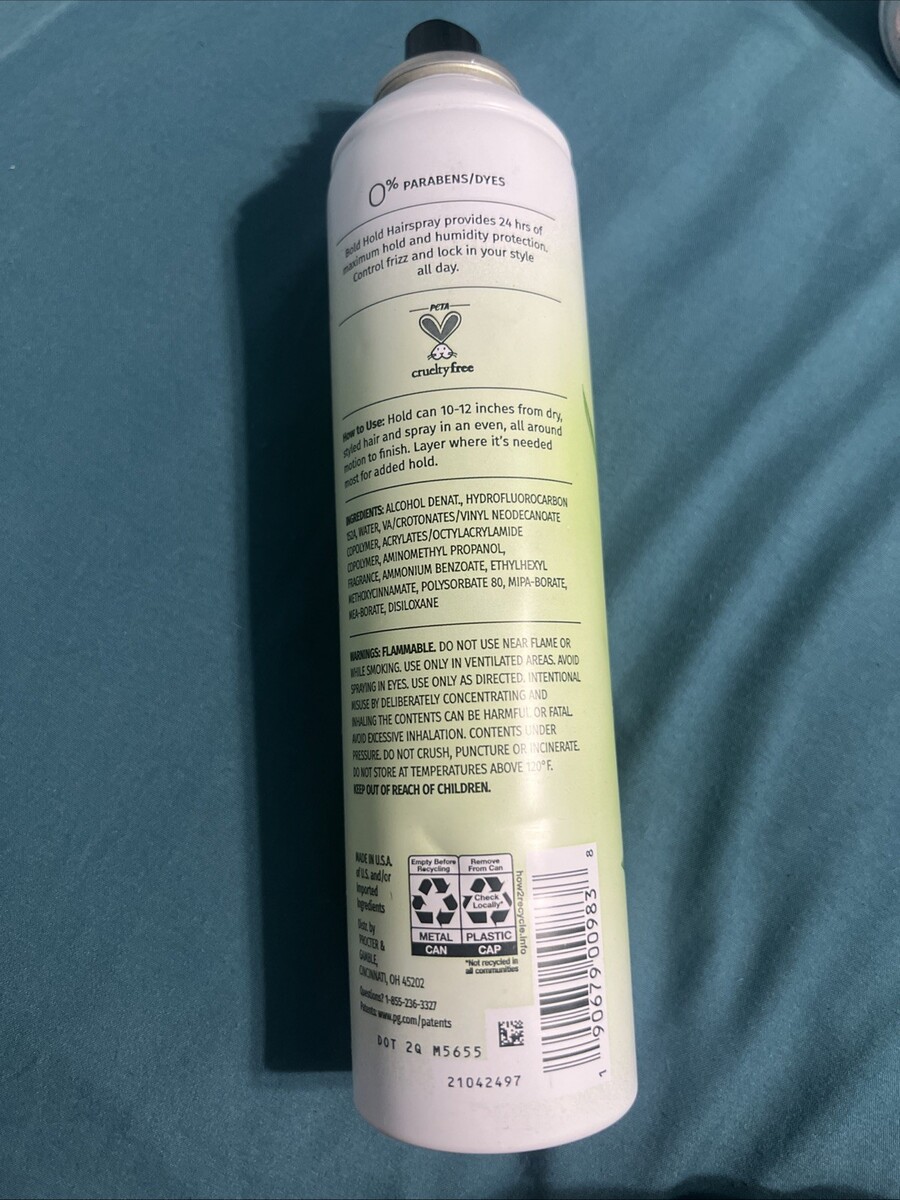 0% PARABENS/DYES
Bold Hold Hairspray provides 24 hrs of
maximum hold and humidity protection.
Control frizz and lock in your style
all day.
PETA
cruelty free
How to Use: Hold can 10-12 inches from dry,
styled hair and spray in an even, all around
motion to finish. Layer where it's needed
most for added hold.
INGREDIENTS: ALCOHOL DENAT., HYDROFLUOROCARBON
152A, WATER, VA/CROTONATES/VINYL NEODECANOATE
COPOLYMER, ACRYLATES/OCTYLACRYLAMIDE
COPOLYMER, AMINOMETHYL PROPANOL,
FRAGRANCE, AMMONIUM BENZOATE, ETHYLHEXYL
METHOXYCINNAMATE, POLYSORBATE 80, MIPA-BORATE,
MEA-BORATE, DISILOXANE
WARNINGS: FLAMMABLE. DO NOT USE NEAR FLAME OR
WHILE SMOKING. USE ONLY IN VENTILATED AREAS. AVOID
SPRAYING IN EYES. USE ONLY AS DIRECTED. INTENTIONAL
MISUSE BY DELIBERATELY CONCENTRATING AND
INHALING THE CONTENTS CAN BE HARMFUL OR FATAL.
AVOID EXCESSIVE INHALATION. CONTENTS UNDER
PRESSURE. DO NOT CRUSH, PUNCTURE OR INCINERATE.
DO NOT STORE AT TEMPERATURES ABOVE 120°F.
KEEP OUT OF REACH OF CHILDREN.
MADE IN U.S.A.
of U.S. and/or
imported
ingredients
Distr. by
PROCTER &
GAMBLE,
CINCINNATI, OH 45202
Questions? 1-855-236-3327
Patents: www.pg.com/patents
Empty Before
Recycling
METAL
CAN
Remove
From Can
Check
Locally*
PLASTIC
CAP
how2recycle.info
*Not recycled in
all communities
1 90679 00983 8
DOT 2Q M5655
21042497